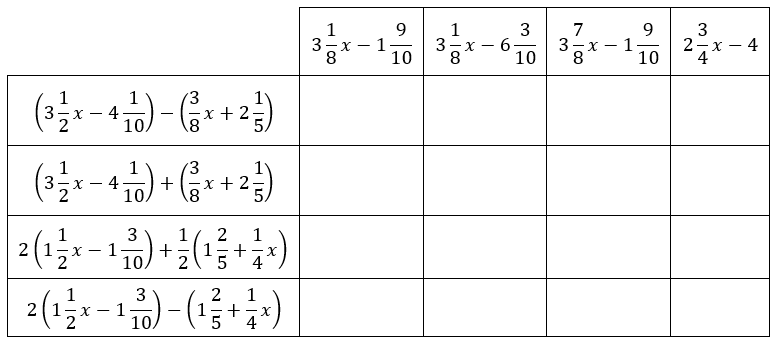 3 1/8 x − 1 9/10 3 1/8 x − 6 3/10 3 7/8 x − 1 9/10 2 3/4 x − 4
(3 1/2 x − 4 1/10) − (3/8 x + 2 1/5)
(3 1/2 x − 4 1/10) + (3/8 x + 2 1/5)
2 (1 1/2 x − 1 3/10) + 1/2 (1 2/5 + 1/4 x)
2 (1 1/2 x − 1 3/10) − (1 2/5 + 1/4 x)